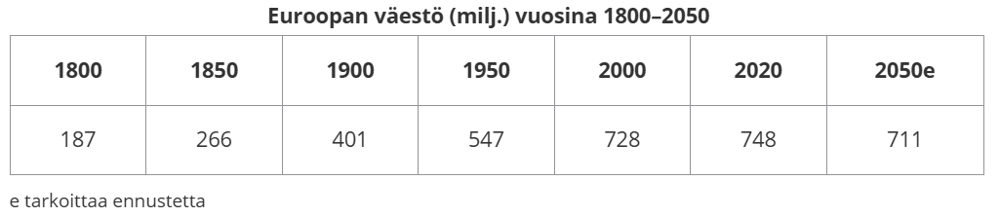 Euroopan väestö (milj.) vuosina 1800–2050
1800 1850 1900 1950 2000 2020 2050e
187 266 401 547 728 748 711
e tarkoittaa ennustetta